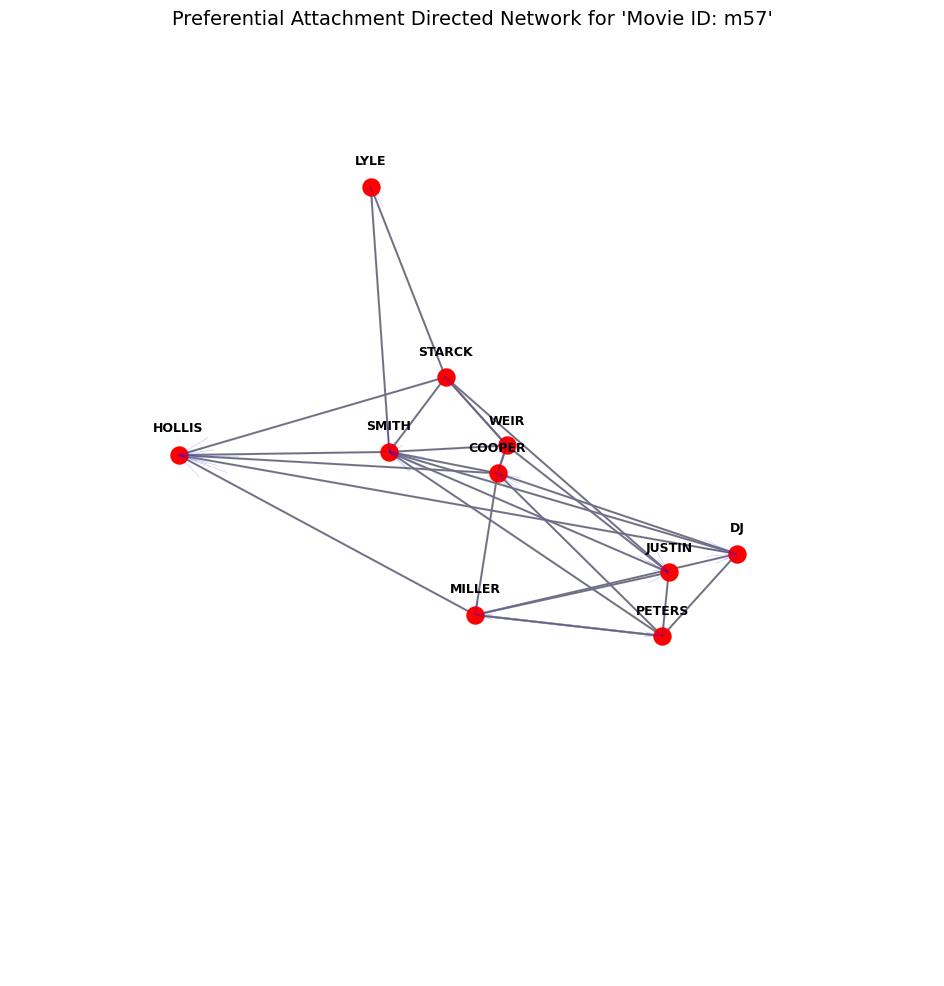 Preferential Attachment Directed Network for 'Movie ID: m57'
LYLE
STARCK
WEIR
SMITH
HOLLIS
COOPER
DJ
JUSTIN
MILLER
PETERS